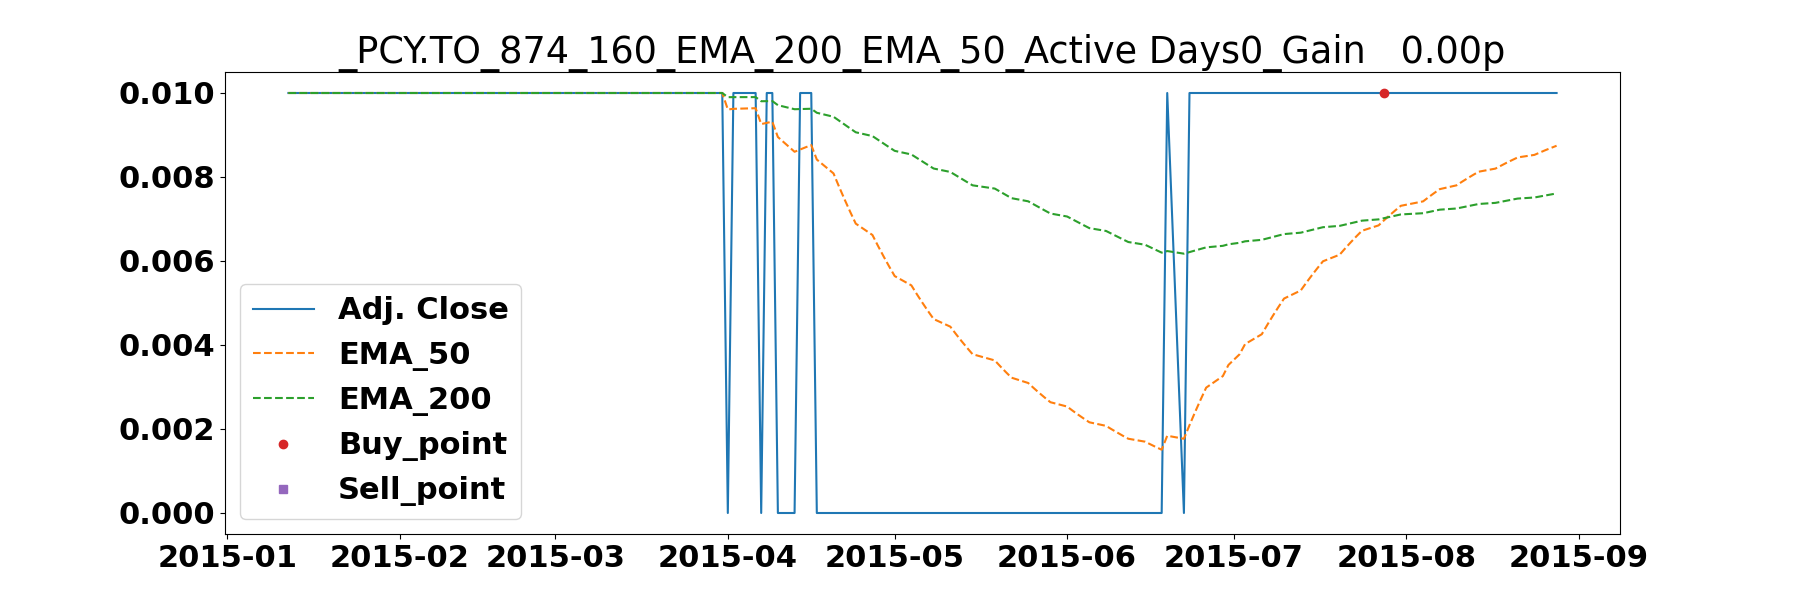 _PCY.TO_874_160_EMA_200_EMA_50_Active Days0_Gain   0.00p
0.010
0.008
0.006
0.004
0.002
0.000
Adj. Close
EMA_50
EMA_200
Buy_point
Sell_point
2015-01 2015-02 2015-03 2015-04 2015-05 2015-06 2015-07 2015-08 2015-09